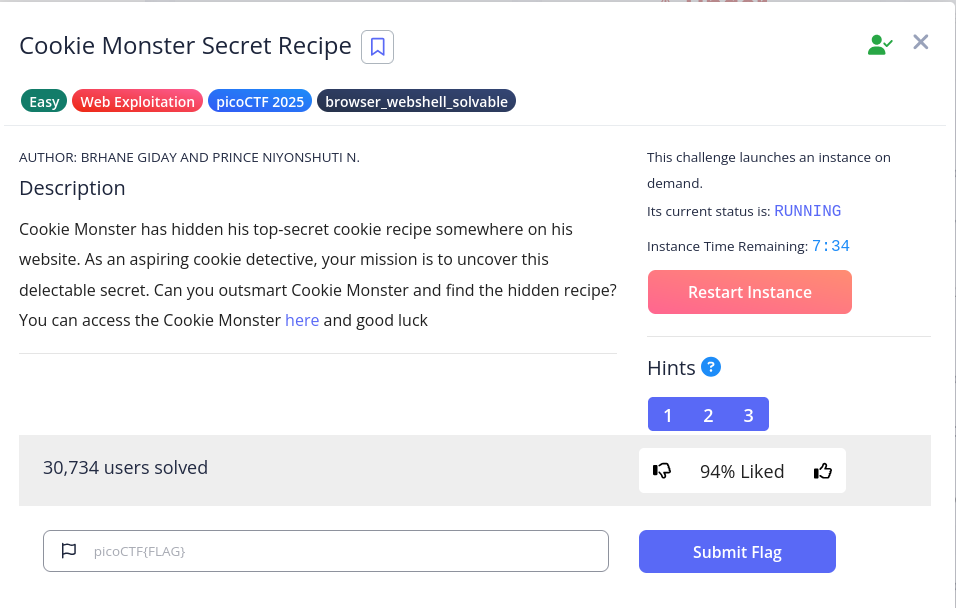 Cookie Monster Secret Recipe
Easy
Web Exploitation
picoCTF 2025
browser_webshell_solvable
AUTHOR: BRHANE GIDAY AND PRINCE NIYONSHUTI N.
Description
Cookie Monster has hidden his top-secret cookie recipe somewhere on his
website. As an aspiring cookie detective, your mission is to uncover this
delectable secret. Can you outsmart Cookie Monster and find the hidden recipe?
You can access the Cookie Monster here and good luck
This challenge launches an instance on
demand.
Its current status is: RUNNING
Instance Time Remaining: 7:34
Restart Instance
Hints ?
1 2 3
30,734 users solved
94% Liked
picoCTF{FLAG}
Submit Flag